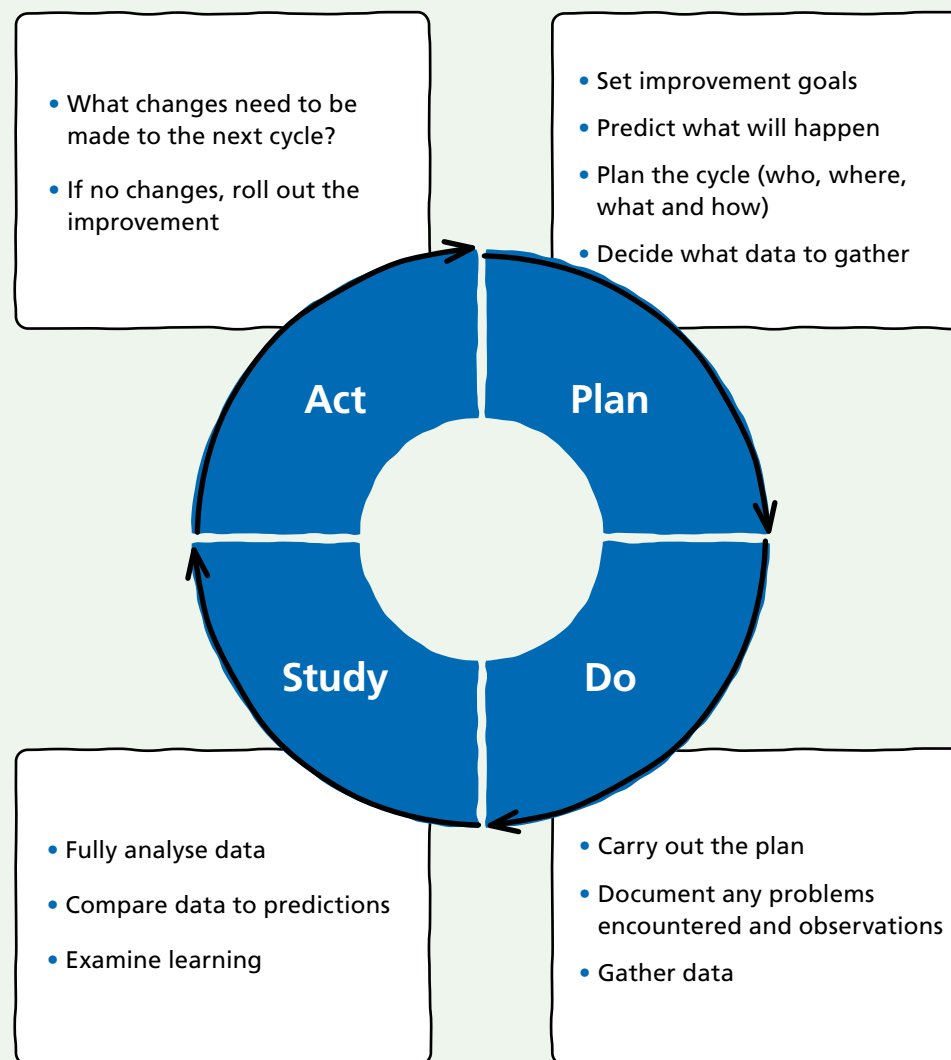 • What changes need to be
made to the next cycle?
• If no changes, roll out the
improvement
• Set improvement goals
• Predict what will happen
• Plan the cycle (who, where,
what and how)
• Decide what data to gather
Act
Plan
Study
Do
• Fully analyse data
• Compare data to predictions
• Examine learning
• Carry out the plan
• Document any problems
encountered and observations
• Gather data